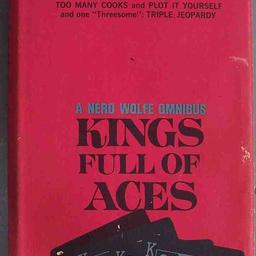 TOO MANY COOKS and PLOT IT YOURSELF
and one "Threesome": TRIPLE JEOPARDY
A NERO WOLFE OMNIBUS
KINGS
FULL OF
ACES
K